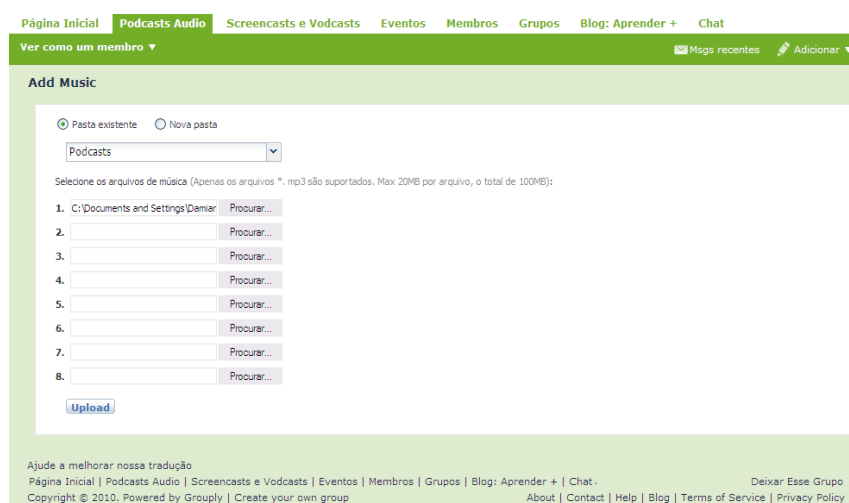 Página Inicial Podcasts Audio Screencasts e Vodcasts Eventos Membros Grupos Blog: Aprender + Chat
Ver como um membro ▼ Msgs recentes Adicionar ▼
Add Music
Pasta existente Nova pasta
Podcasts
Selecione os arquivos de música (Apenas os arquivos *. mp3 são suportados. Max 20MB por arquivo, o total de 100MB):
1. C:\Documents and Settings\Damiar Procurar...
2. Procurar...
3. Procurar...
4. Procurar...
5. Procurar...
6. Procurar...
7. Procurar...
8. Procurar...
Upload
Ajude a melhorar nossa tradução
Página Inicial | Podcasts Audio | Screencasts e Vodcasts | Eventos | Membros | Grupos | Blog: Aprender + | Chat Deixar Esse Grupo
Copyright © 2010. Powered by Grouply | Create your own group About | Contact | Help | Blog | Terms of Service | Privacy Policy